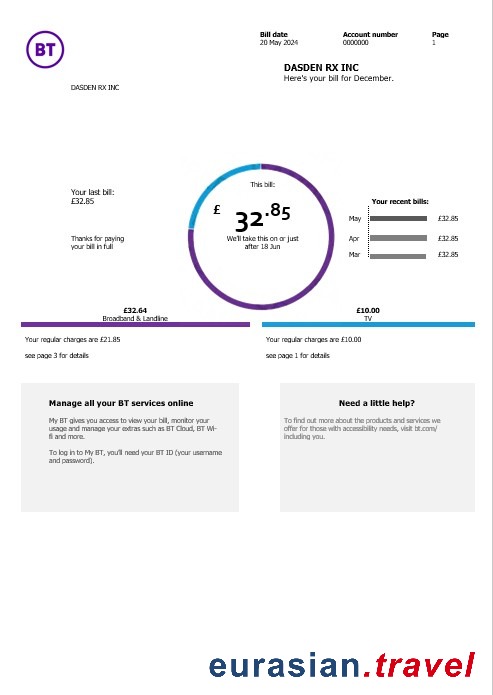 BT
Bill date Account number Page
20 May 2024 0000000 1
DASDEN RX INC
Here's your bill for December.
DASDEN RX INC
This bill:
£32.85
We'll take this on or just
after 18 Jun
Your last bill:
£32.85
Thanks for paying
your bill in full
Your recent bills:
May £32.85
Apr £32.85
Mar £32.85
£32.64
Broadband & Landline
Your regular charges are £21.85
see page 3 for details
£10.00
TV
Your regular charges are £10.00
see page 1 for details
Manage all your BT services online
My BT gives you access to view your bill, monitor your
usage and manage your extras such as BT Cloud, BT Wi-
fi and more.
To log in to My BT, you'll need your BT ID (your username
and password).
Need a little help?
To find out more about the products and services we
offer for those with accessibility needs, visit bt.com/
including you.
eurasian.travel